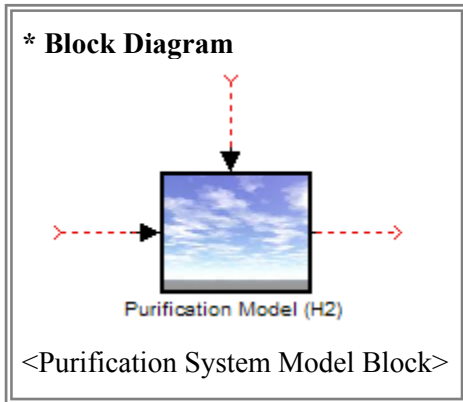 * Block Diagram
Purification Model (H2)
<Purification System Model Block>